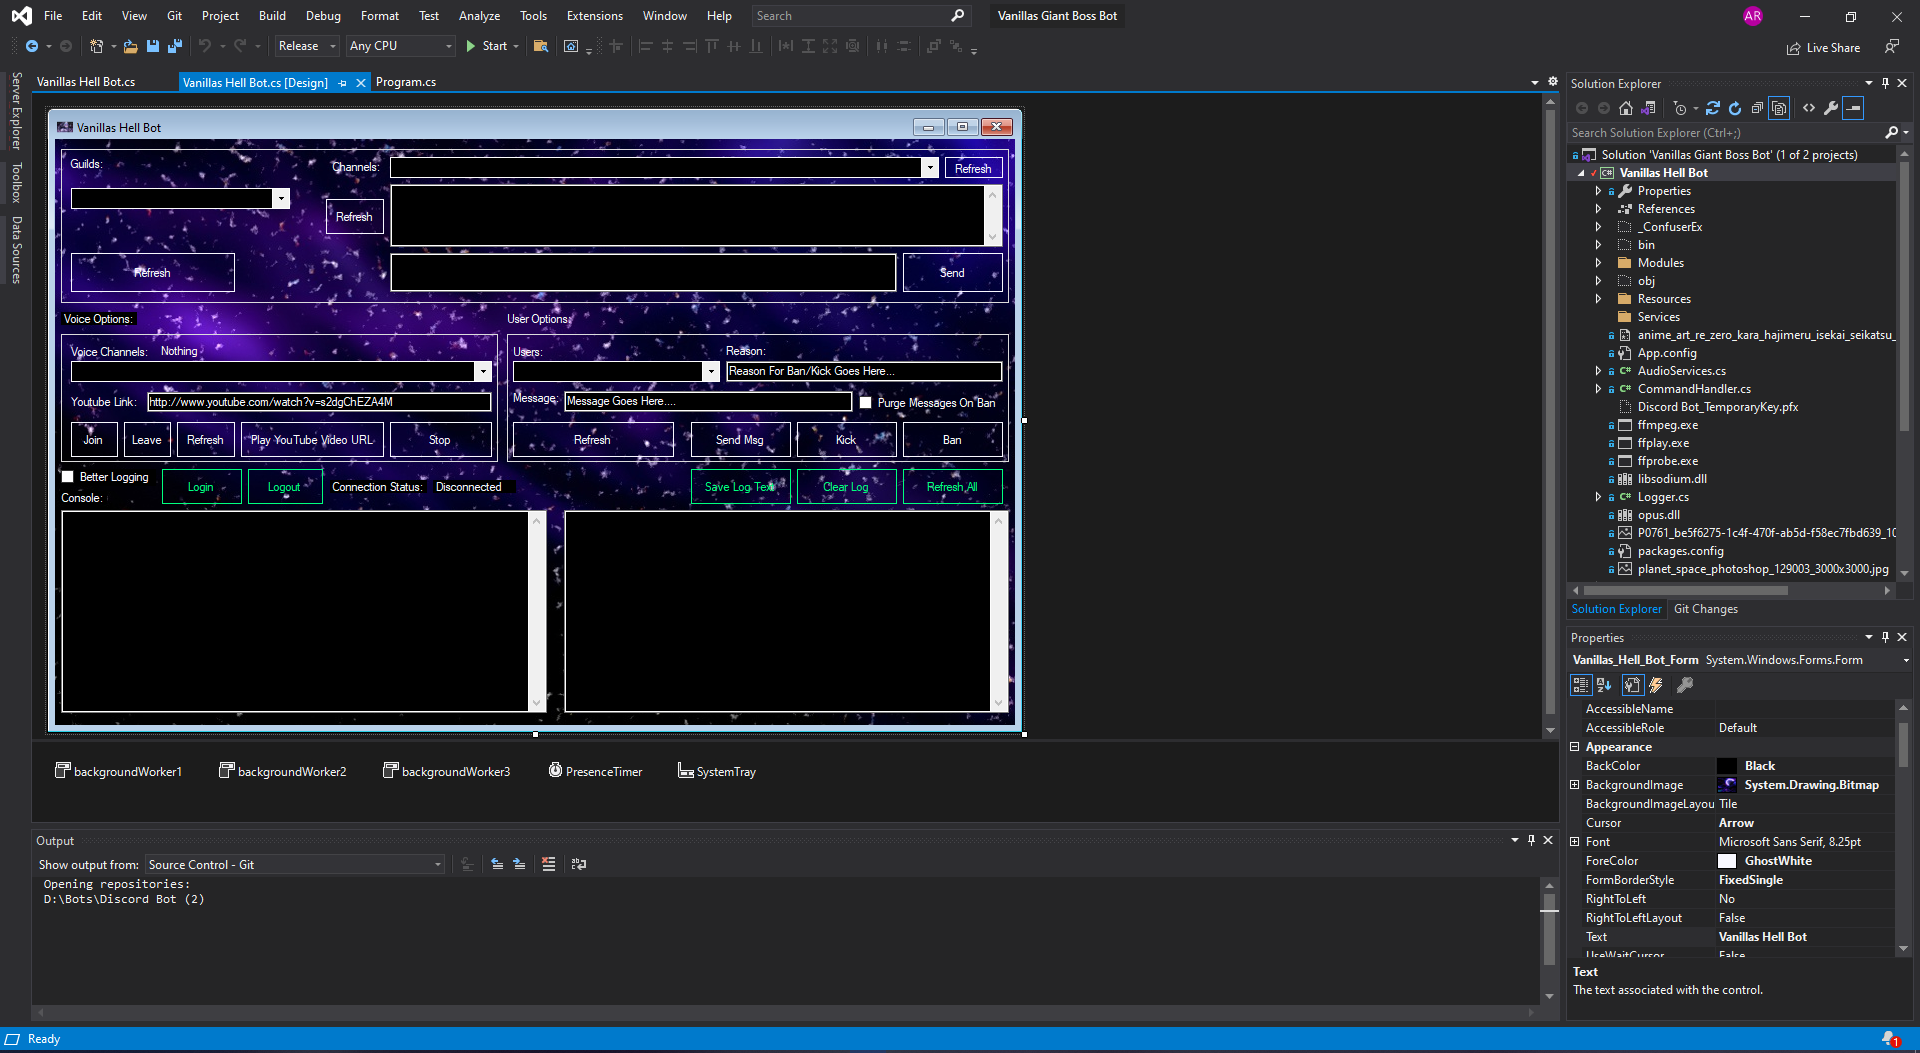 File Edit View Git Project Build Debug Format Test Analyze Tools Extensions Window Help Search Vanillas Giant Boss Bot AR
Release Any CPU Start Live Share
Server Explorer
Toolbox
Data Sources
Vanillas Hell Bot.cs Vanillas Hell Bot.cs [Design] Program.cs
Vanillas Hell Bot
Guilds: Channels: Refresh
Refresh
Refresh Send
Voice Options: User Options:
Voice Channels: Nothing Users: Reason:
Reason For Ban/Kick Goes Here...
Youtube Link: http://www.youtube.com/watch?v=s2dgChEZA4M Message: Message Goes Here.... Purge Messages On Ban
Join Leave Refresh Play YouTube Video URL Stop Refresh Send Msg Kick Ban
Better Logging
Login Logout Connection Status: Disconnected Save Log Text Clear Log Refresh All
Console:
backgroundWorker1 backgroundWorker2 backgroundWorker3 PresenceTimer SystemTray
Output
Show output from: Source Control - Git
Opening repositories:
D:\Bots\Discord Bot (2)
Solution Explorer
Search Solution Explorer (Ctrl+;)
Solution 'Vanillas Giant Boss Bot' (1 of 2 projects)
C# Vanillas Hell Bot
Properties
References
_ConfuserEx
bin
Modules
obj
Resources
Services
anime_art_re_zero_kara_hajimeru_isekai_seikatsu_
App.config
C# AudioServices.cs
C# CommandHandler.cs
Discord Bot_TemporaryKey.pfx
ffmpeg.exe
ffplay.exe
ffprobe.exe
libsodium.dll
C# Logger.cs
opus.dll
P0761_be5f6275-1c4f-470f-ab5d-f58ec7fbd639_10
packages.config
planet_space_photoshop_129003_3000x3000.jpg
Solution Explorer Git Changes
Properties
Vanillas_Hell_Bot_Form System.Windows.Forms.Form
AccessibleName
AccessibleRole Default
Appearance
BackColor Black
BackgroundImage System.Drawing.Bitmap
BackgroundImageLayou Tile
Cursor Arrow
Font Microsoft Sans Serif, 8.25pt
ForeColor GhostWhite
FormBorderStyle FixedSingle
RightToLeft No
RightToLeftLayout False
Text Vanillas Hell Bot
UseWaitCursor False
Text
The text associated with the control.
Ready 1